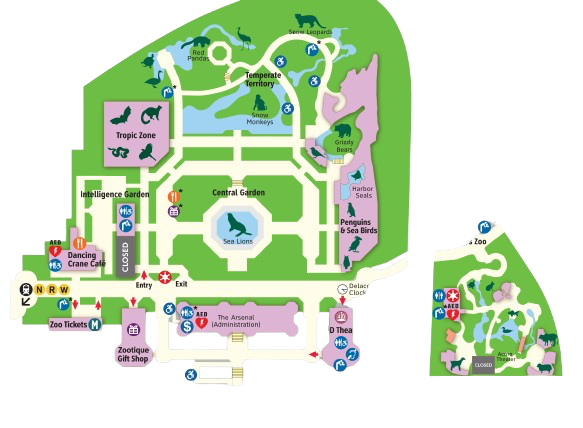 Snow Leopards
Red
Pandas
Temperate
Territory
Snow
Monkeys
Tropic Zone
Grizzly
Bears
Harbor
Seals
Intelligence Garden
Central Garden
Penguins
& Sea Birds
Sea Lions
AED
Dancing
Crane Café
CLOSED
Entry
Exit
N R W
Delaco
Clock
Zoo Tickets M
AED
$
The Arsenal
(Administration)
D Thea
Zootique
Gift Shop
s Zoo
AED
Acorn
Theater
CLOSED